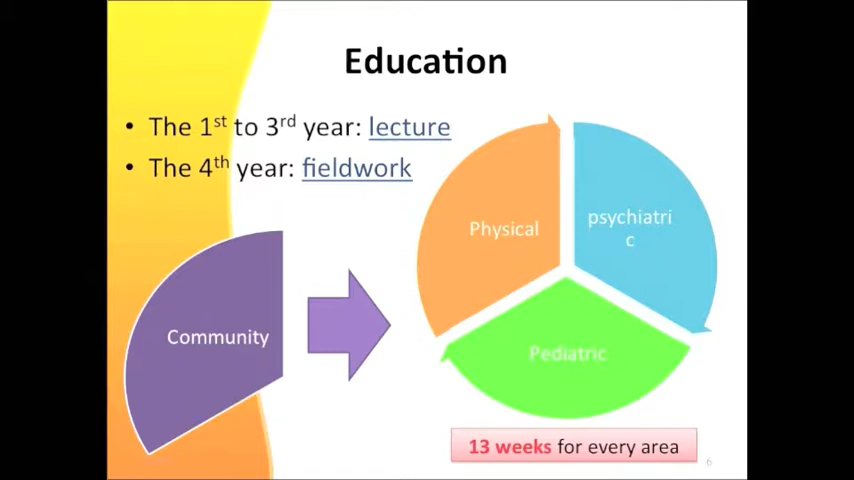 Education
• The 1st to 3rd year: lecture
• The 4th year: fieldwork
Physical
psychiatri
c
Community
Pediatric
13 weeks for every area
6